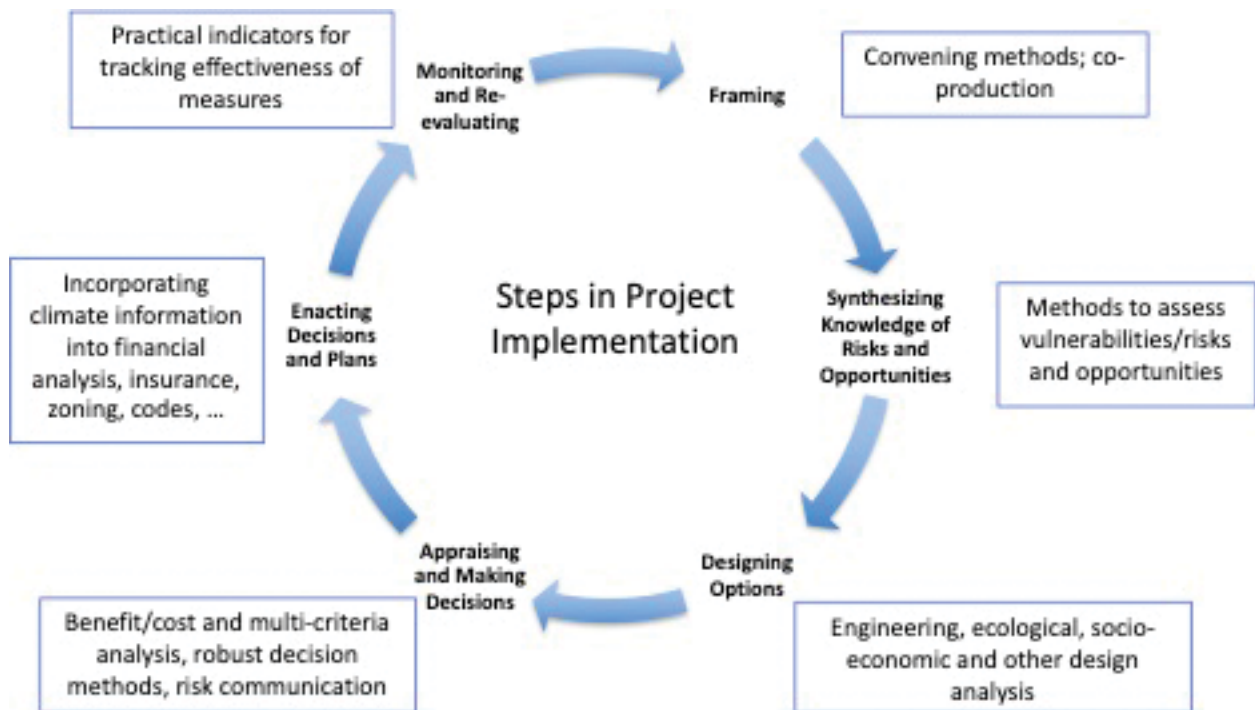 Practical indicators for
tracking effectiveness of
measures
Monitoring
and Re-
evaluating
Framing
Convening methods; co-
production
Incorporating
climate information
into financial
analysis, insurance,
zoning, codes, ...
Enacting
Decisions
and Plans
Steps in Project
Implementation
Synthesizing
Knowledge of
Risks and
Opportunities
Methods to assess
vulnerabilities/risks
and opportunities
Appraising
and Making
Decisions
Designing
Options
Benefit/cost and multi-criteria
analysis, robust decision
methods, risk communication
Engineering, ecological, socio-
economic and other design
analysis